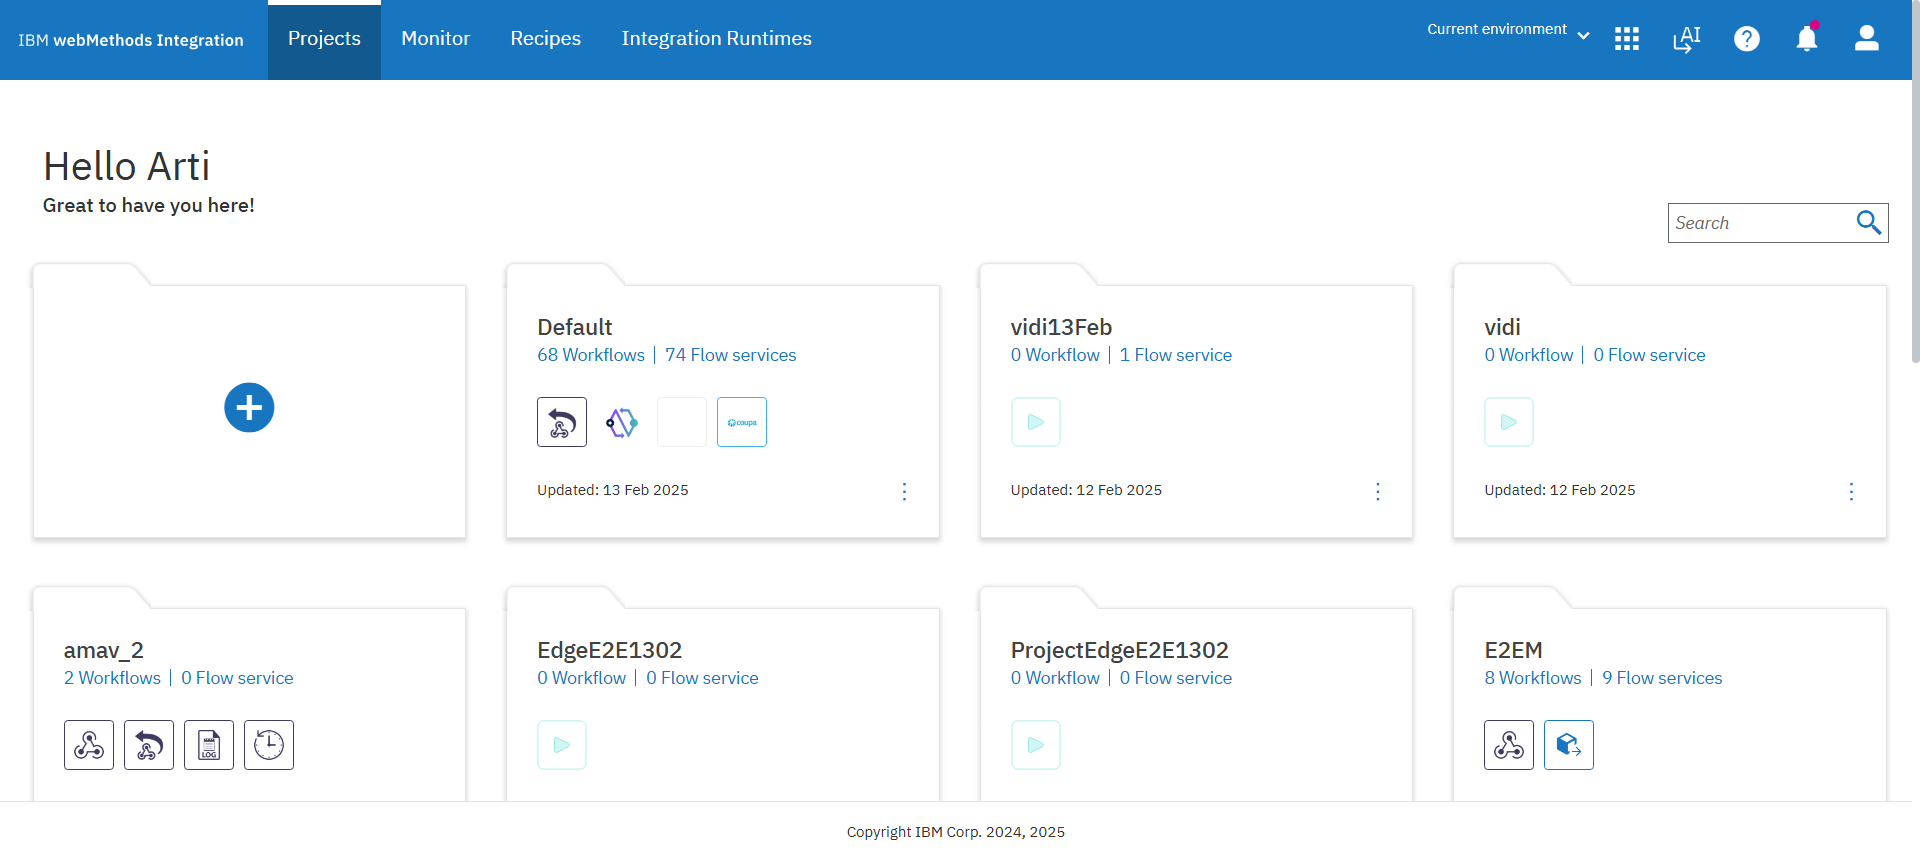 IBM webMethods Integration
Projects
Monitor
Recipes
Integration Runtimes
Current environment
AI
?
Hello Arti
Great to have you here!
Search
Default
68 Workflows | 74 Flow services
coupa
Updated: 13 Feb 2025
vidi13Feb
0 Workflow | 1 Flow service
Updated: 12 Feb 2025
vidi
0 Workflow | 0 Flow service
Updated: 12 Feb 2025
amav_2
2 Workflows | 0 Flow service
LOG
EdgeE2E1302
0 Workflow | 0 Flow service
ProjectEdgeE2E1302
0 Workflow | 0 Flow service
E2EM
8 Workflows | 9 Flow services
Copyright IBM Corp. 2024, 2025